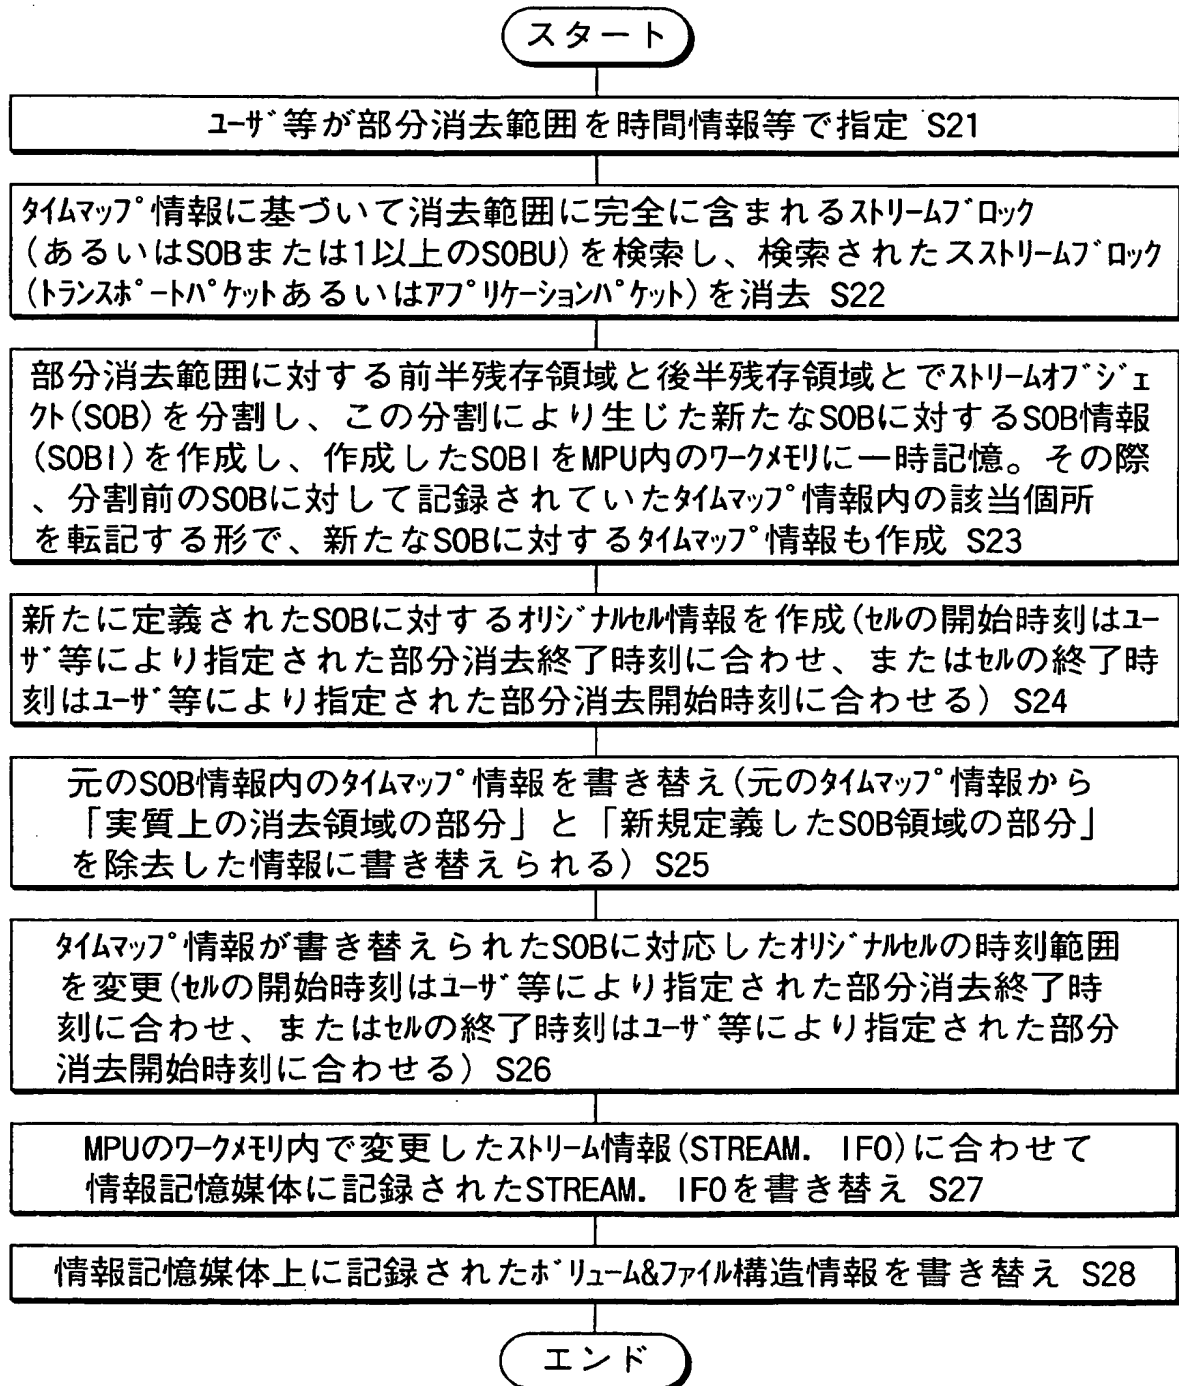 スタート
ユーザ等が部分消去範囲を時間情報等で指定 S21
タイムマップ情報に基づいて消去範囲に完全に含まれるストリームブロック
(あるいはSOBまたは1以上のSOBU)を検索し、検索されたスストリームブロック
(トランスポートパケットあるいはアプリケーションパケット)を消去 S22
部分消去範囲に対する前半残存領域と後半残存領域とでストリームオブジェ
クト(SOB)を分割し、この分割により生じた新たなSOBに対するSOB情報
(SOBI)を作成し、作成したSOBIをMPU内のワークメモリに一時記憶。その際
、分割前のSOBに対して記録されていたタイムマップ情報内の該当個所
を転記する形で、新たなSOBに対するタイムマップ情報も作成 S23
新たに定義されたSOBに対するオリジナルセル情報を作成(セルの開始時刻はユー
ザ等により指定された部分消去終了時刻に合わせ、またはセルの終了時
刻はユーザ等により指定された部分消去開始時刻に合わせる) S24
元のSOB情報内のタイムマップ情報を書き替え(元のタイムマップ情報から
「実質上の消去領域の部分」と「新規定義したSOB領域の部分」
を除去した情報に書き替えられる) S25
タイムマップ情報が書き替えられたSOBに対応したオリジナルセルの時刻範囲
を変更(セルの開始時刻はユーザ等により指定された部分消去終了時
刻に合わせ、またはセルの終了時刻はユーザ等により指定された部分
消去開始時刻に合わせる) S26
MPUのワークメモリ内で変更したストリーム情報(STREAM. IFO)に合わせて
情報記憶媒体に記録されたSTREAM. IFOを書き替え S27
情報記憶媒体上に記録されたボリューム&ファイル構造情報を書き替え S28
エンド